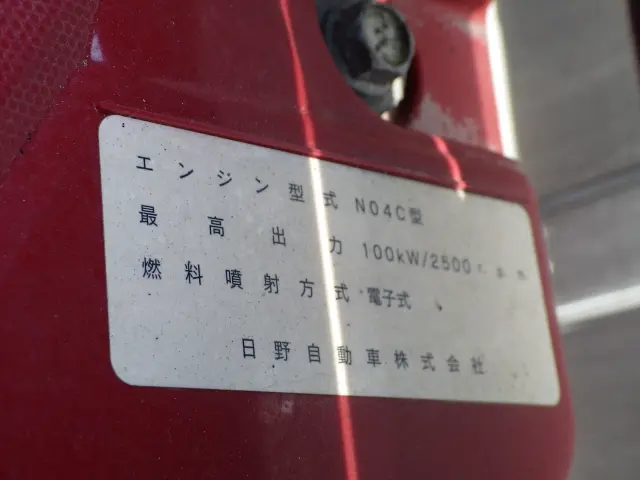 エンジン型式 N04C型
最高出力 100kW/2500r.p.m
燃料噴射方式 電子式
日野自動車株式会社